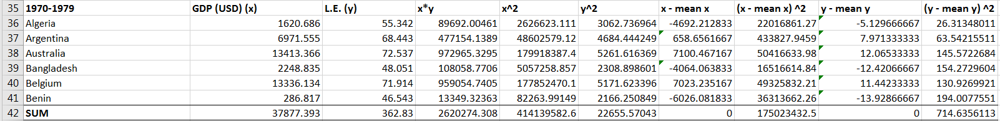 35 1970-1979 GDP (USD) (x) L.E. (y) x*y x^2 y^2 x - mean x (x - mean x) ^2 y - mean y (y - mean y) ^2
36 Algeria 1620.686 55.342 89692.00461 2626623.111 3062.736964 -4692.212833 22016861.27 -5.129666667 26.31348011
37 Argentina 6971.555 68.443 477154.1389 48602579.12 4684.444249 658.6561667 433827.9459 7.971333333 63.54215511
38 Australia 13413.366 72.537 972965.3295 179918387.4 5261.616369 7100.467167 50416633.98 12.06533333 145.5722684
39 Bangladesh 2248.835 48.051 108058.7706 5057258.857 2308.898601 -4064.063833 16516614.84 -12.42066667 154.2729604
40 Belgium 13336.134 71.914 959054.7405 177852470.1 5171.623396 7023.235167 49325832.21 11.44233333 130.9269921
41 Benin 286.817 46.543 13349.32363 82263.99149 2166.250849 -6026.081833 36313662.26 -13.92866667 194.0077551
42 SUM 37877.393 362.83 2620274.308 414139582.6 22655.57043 0 175023432.5 0 714.6356113